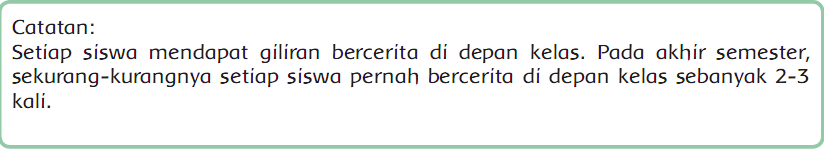 Catatan:
Setiap siswa mendapat giliran bercerita di depan kelas. Pada akhir semester,
sekurang-kurangnya setiap siswa pernah bercerita di depan kelas sebanyak 2-3
kali.